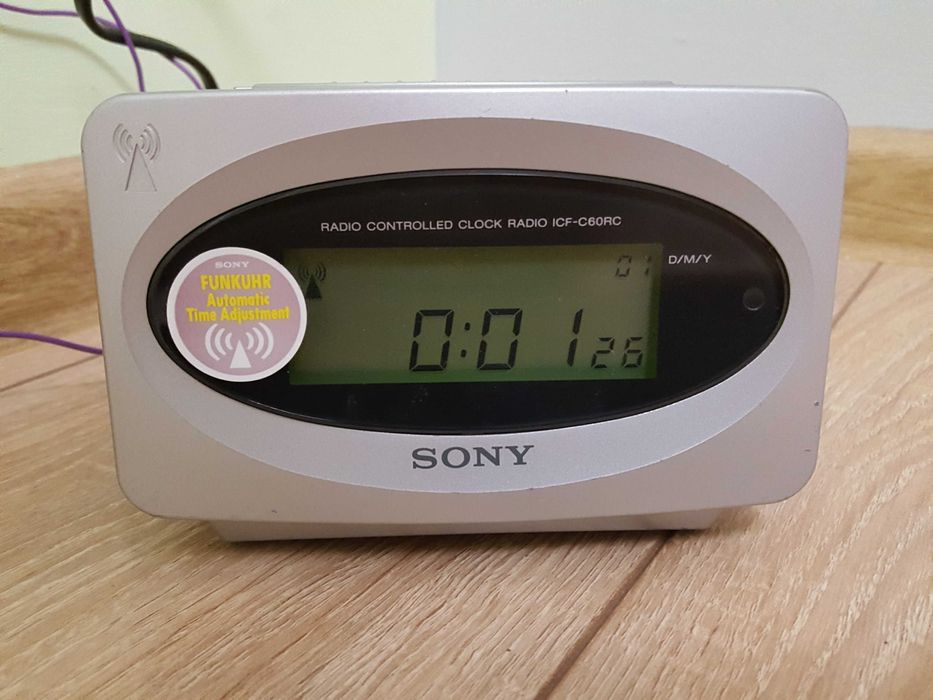 RADIO CONTROLLED CLOCK RADIO ICF-C60RC
SONY
FUNKUHR
Automatic
Time Adjustment
01 D/M/Y
0:01 26
SONY